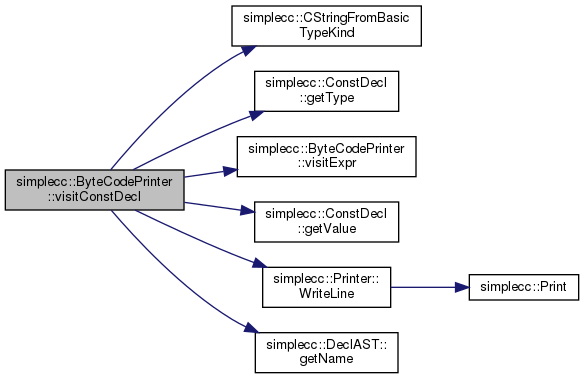 simplecc::CStringFromBasic
TypeKind
simplecc::ConstDecl
::getType
simplecc::ByteCodePrinter
::visitExpr
simplecc::ByteCodePrinter
::visitConstDecl
simplecc::ConstDecl
::getValue
simplecc::Printer::
WriteLine
simplecc::Print
simplecc::DeclAST::
getName